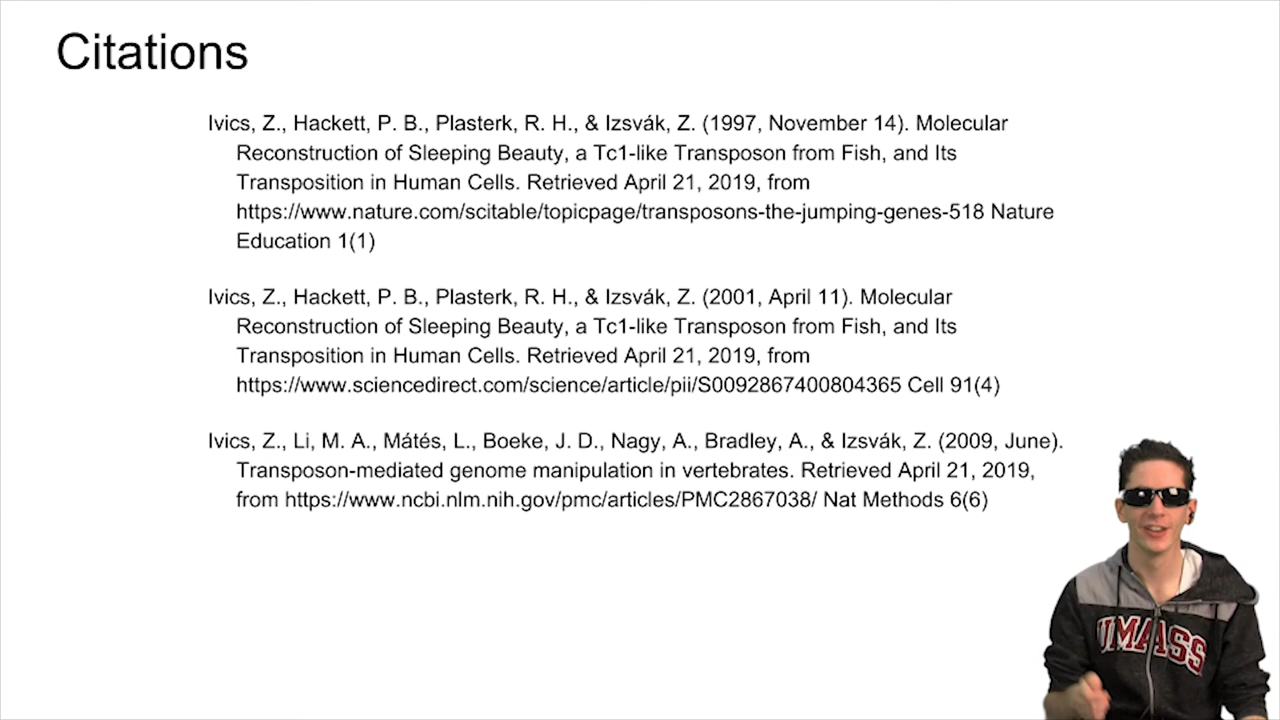 Citations
Ivics, Z., Hackett, P. B., Plasterk, R. H., & Izsvák, Z. (1997, November 14). Molecular
Reconstruction of Sleeping Beauty, a Tc1-like Transposon from Fish, and Its
Transposition in Human Cells. Retrieved April 21, 2019, from
https://www.nature.com/scitable/topicpage/transposons-the-jumping-genes-518 Nature
Education 1(1)
Ivics, Z., Hackett, P. B., Plasterk, R. H., & Izsvák, Z. (2001, April 11). Molecular
Reconstruction of Sleeping Beauty, a Tc1-like Transposon from Fish, and Its
Transposition in Human Cells. Retrieved April 21, 2019, from
https://www.sciencedirect.com/science/article/pii/S0092867400804365 Cell 91(4)
Ivics, Z., Li, M. A., Mátés, L., Boeke, J. D., Nagy, A., Bradley, A., & Izsvák, Z. (2009, June).
Transposon-mediated genome manipulation in vertebrates. Retrieved April 21, 2019,
from https://www.ncbi.nlm.nih.gov/pmc/articles/PMC2867038/ Nat Methods 6(6)
UMASS